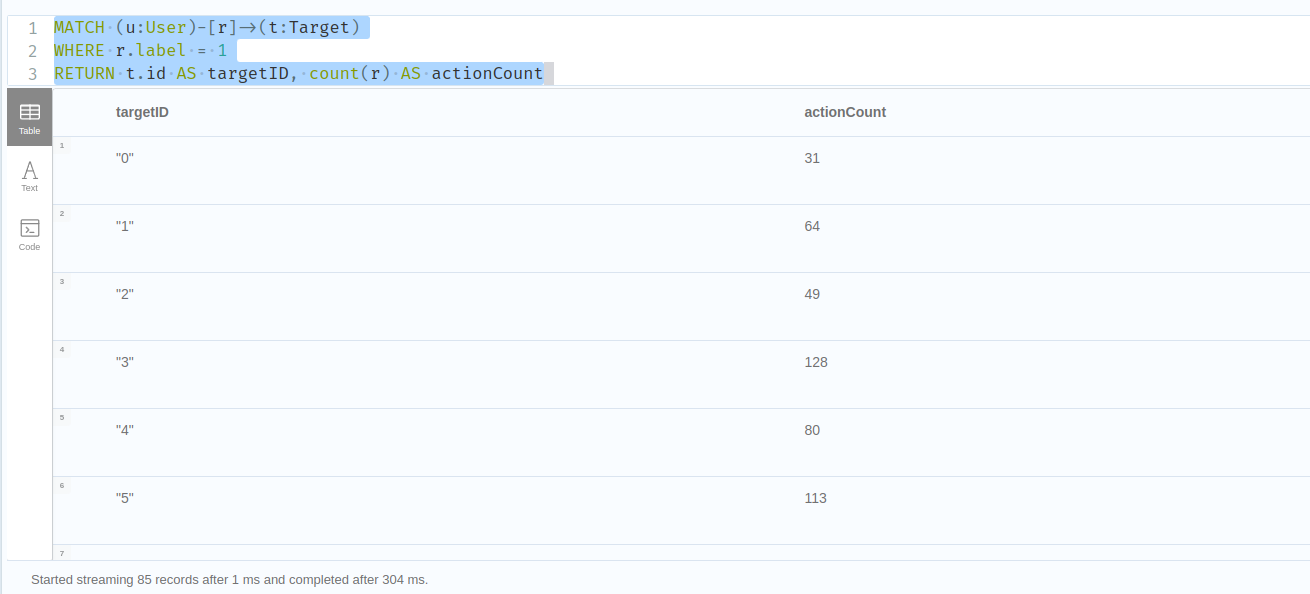 1 MATCH (u:User)-[r]->(t:Target)
2 WHERE r.label = 1
3 RETURN t.id AS targetID, count(r) AS actionCount
Table
Text
Code
targetID actionCount
1 "0" 31
2 "1" 64
3 "2" 49
4 "3" 128
5 "4" 80
6 "5" 113
7
Started streaming 85 records after 1 ms and completed after 304 ms.